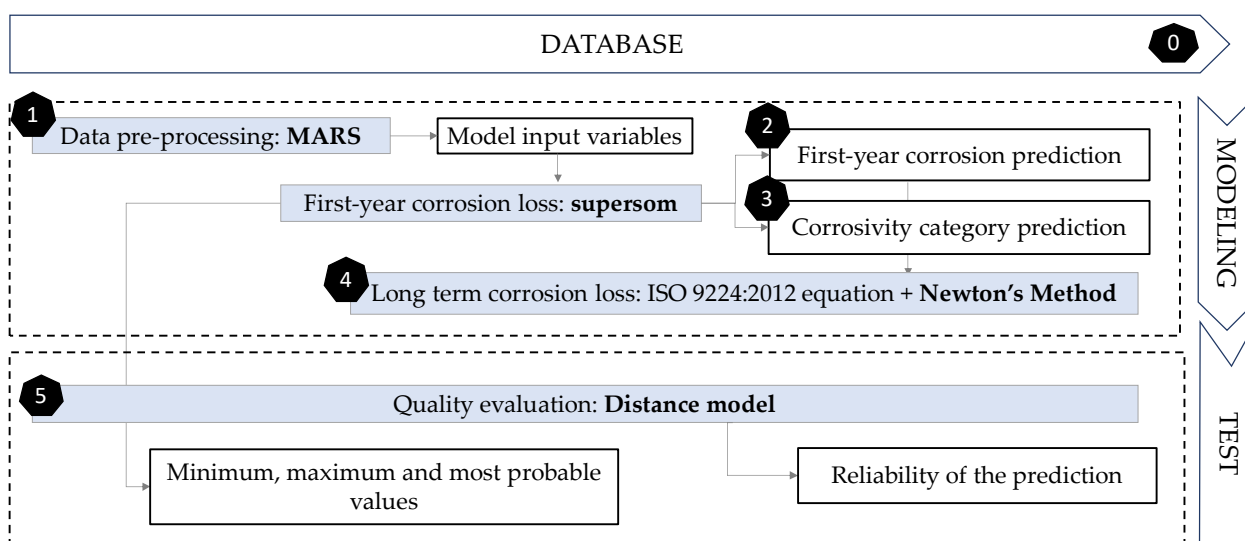 DATABASE
0
1
Data pre-processing: MARS
Model input variables
2
First-year corrosion prediction
First-year corrosion loss: supersom
3
Corrosivity category prediction
4
Long term corrosion loss: ISO 9224:2012 equation + Newton's Method
MODELING
5
Quality evaluation: Distance model
Minimum, maximum and most probable
values
Reliability of the prediction
TEST